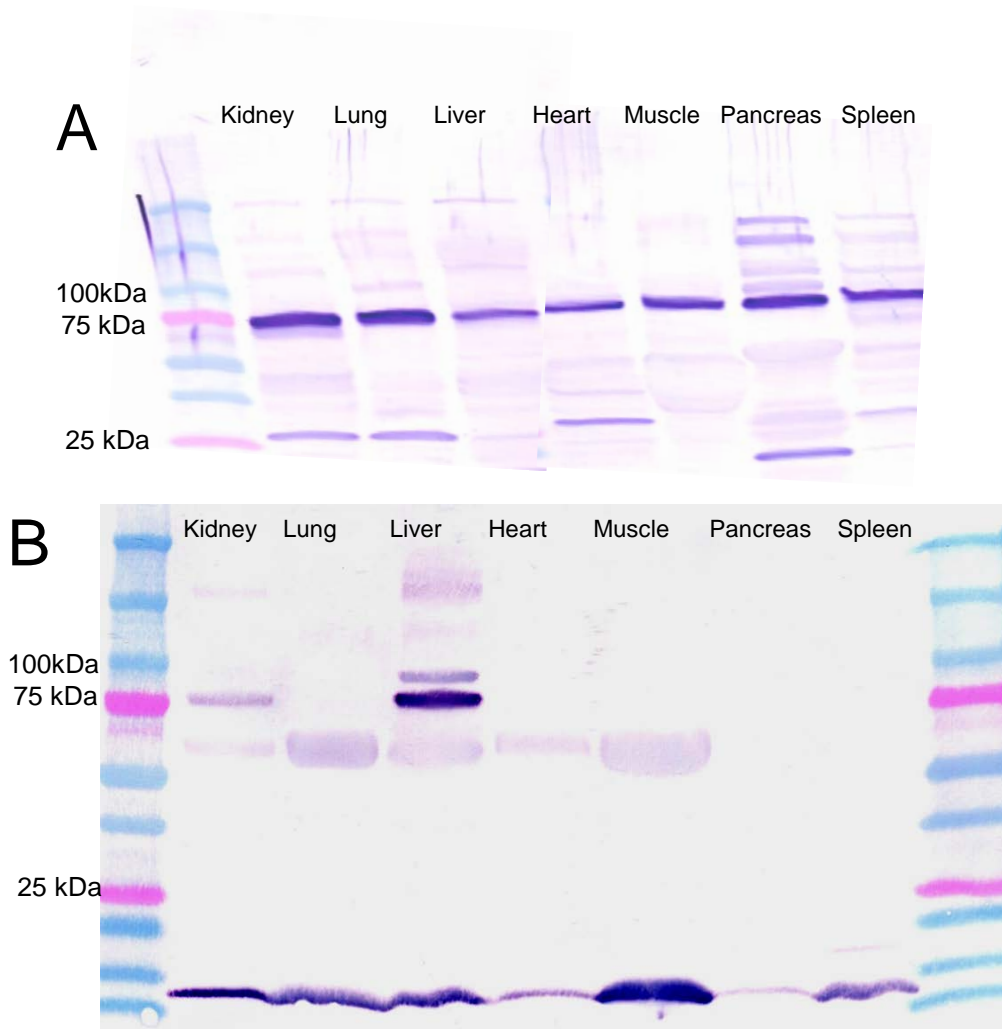 A
Kidney Lung Liver Heart Muscle Pancreas Spleen
100kDa
75 kDa
25 kDa
B
Kidney Lung Liver Heart Muscle Pancreas Spleen
100kDa
75 kDa
25 kDa